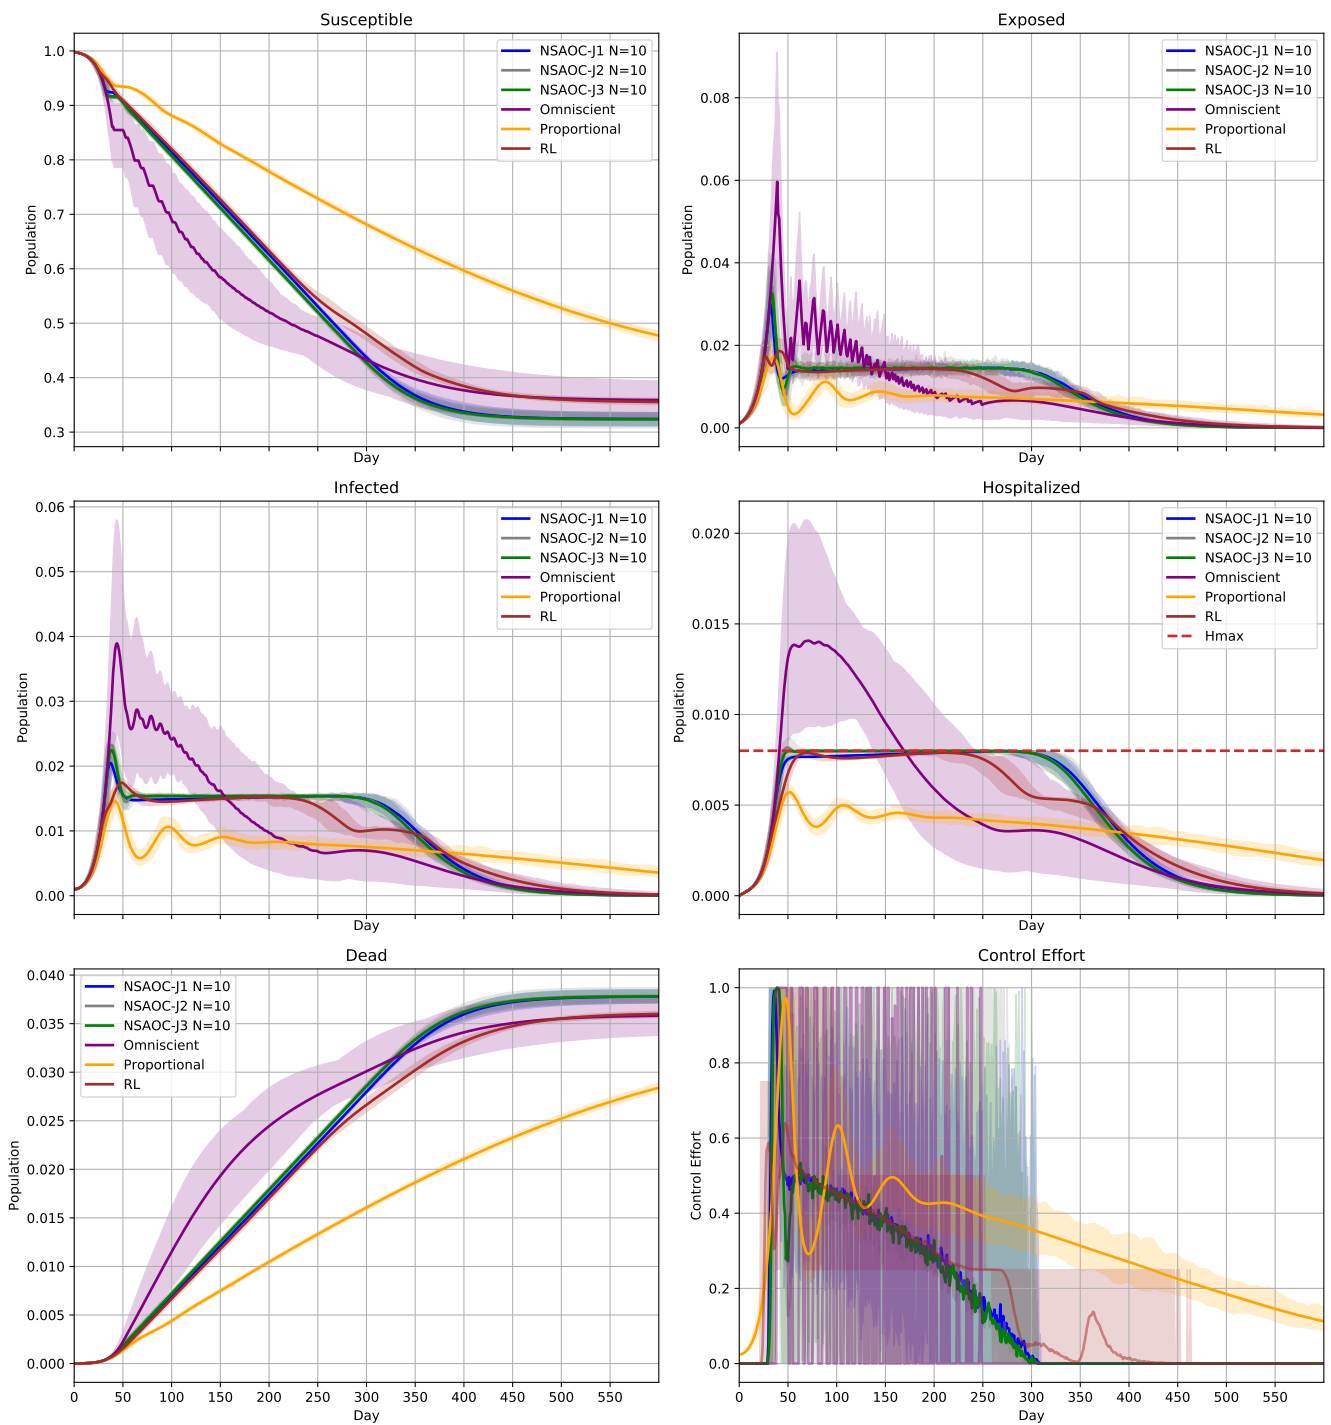 Susceptible
1.0
0.9
0.8
0.7
0.6
0.5
0.4
0.3
Population
Day
NSAOC-J1 N=10
NSAOC-J2 N=10
NSAOC-J3 N=10
Omniscient
Proportional
RL
Exposed
0.08
0.06
0.04
0.02
0.00
Population
Day
NSAOC-J1 N=10
NSAOC-J2 N=10
NSAOC-J3 N=10
Omniscient
Proportional
RL
Infected
0.06
0.05
0.04
0.03
0.02
0.01
0.00
Population
Day
NSAOC-J1 N=10
NSAOC-J2 N=10
NSAOC-J3 N=10
Omniscient
Proportional
RL
Hospitalized
0.020
0.015
0.010
0.005
0.000
Population
Day
NSAOC-J1 N=10
NSAOC-J2 N=10
NSAOC-J3 N=10
Omniscient
Proportional
RL
Hmax
Dead
0.040
0.035
0.030
0.025
0.020
0.015
0.010
0.005
0.000
Population
NSAOC-J1 N=10
NSAOC-J2 N=10
NSAOC-J3 N=10
Omniscient
Proportional
RL
0 50 100 150 200 250 300 350 400 450 500 550
Day
Control Effort
1.0
0.8
0.6
0.4
0.2
0.0
Control Effort
0 50 100 150 200 250 300 350 400 450 500 550
Day